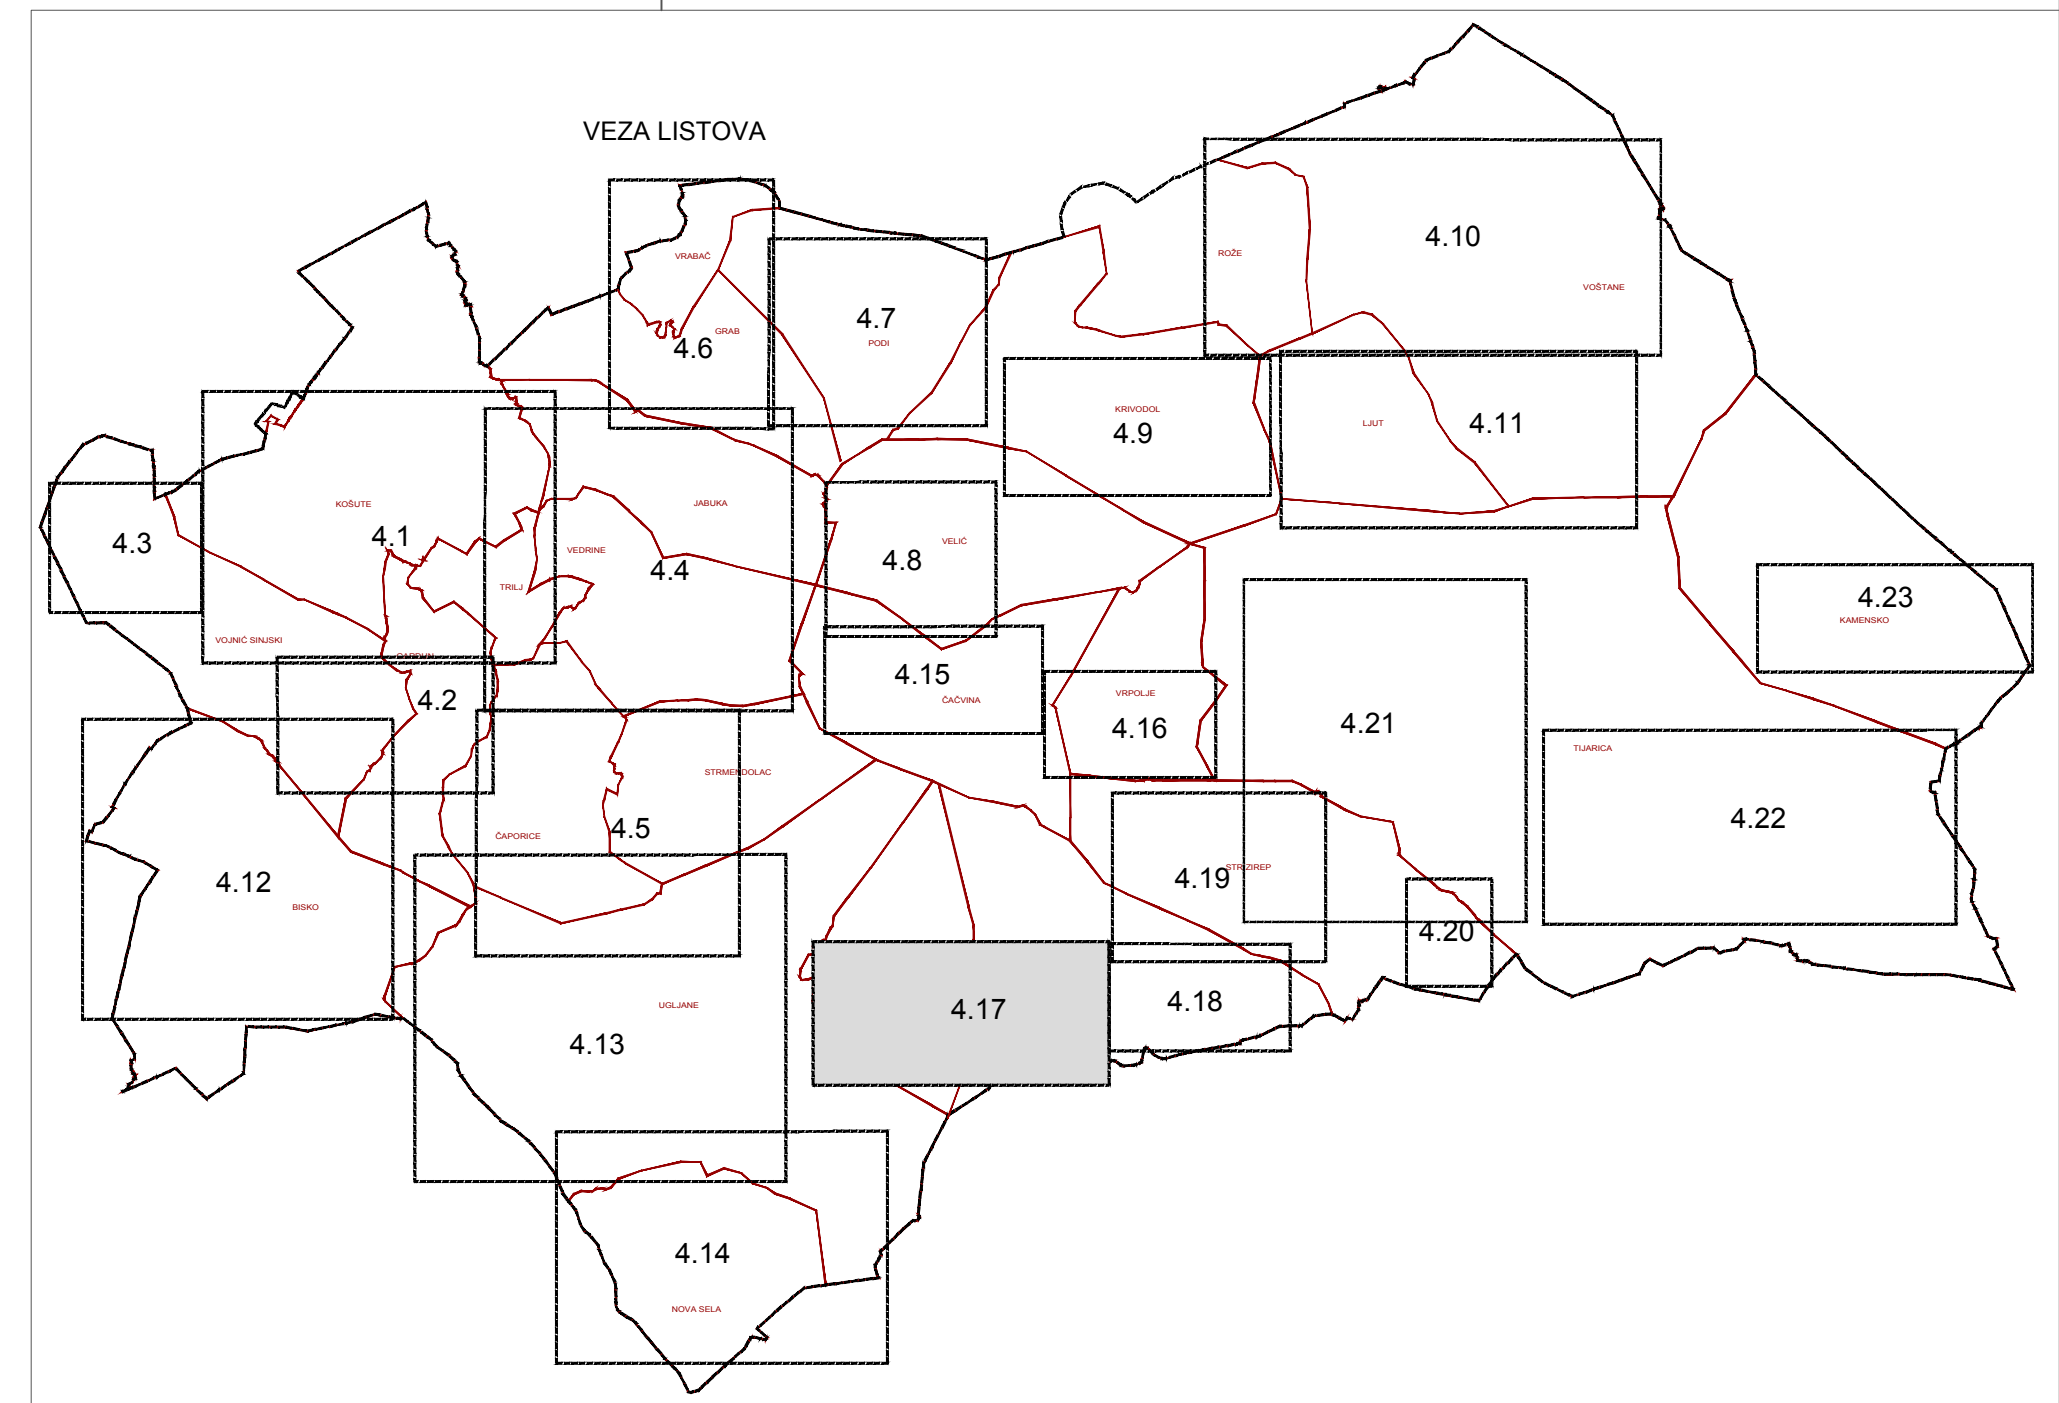 VEZA LISTOVA
4.10
ROŽE
VRABAČ
VOŠTANE
4.7
GRAB
PODI
4.6
KRIVODOL
4.9
LJUT
4.11
KOŠUTE
JABUKA
4.1
4.3
VEDRINE
4.4
VELIĆ
4.8
TRILJ
4.23
KAMENSKO
VOJNIĆ SINJSKI
GARDUN
4.15
4.2
ČAČVINA
VRPOLJE
4.16
4.21
TIJARICA
STRMENDOLAC
4.22
4.5
ČAPORICE
4.12
BISKO
4.19
STRIZIREP
4.20
UGLJANE
4.17
4.18
4.13
4.14
NOVA SELA